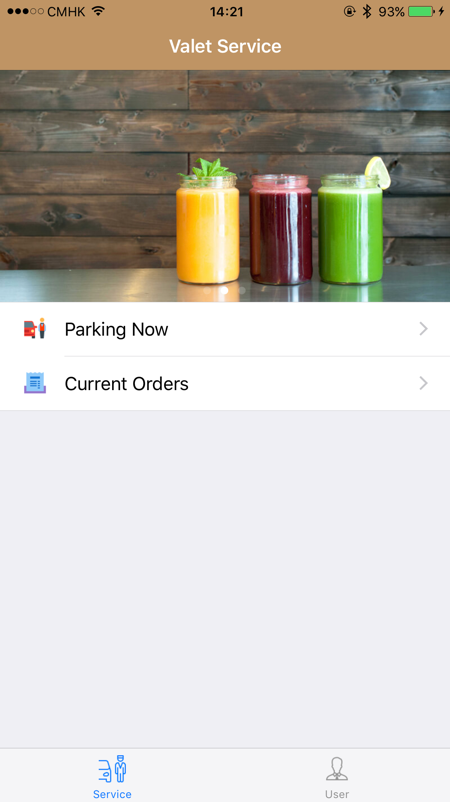 CMHK 14:21 93%
Valet Service
Parking Now
Current Orders
Service User